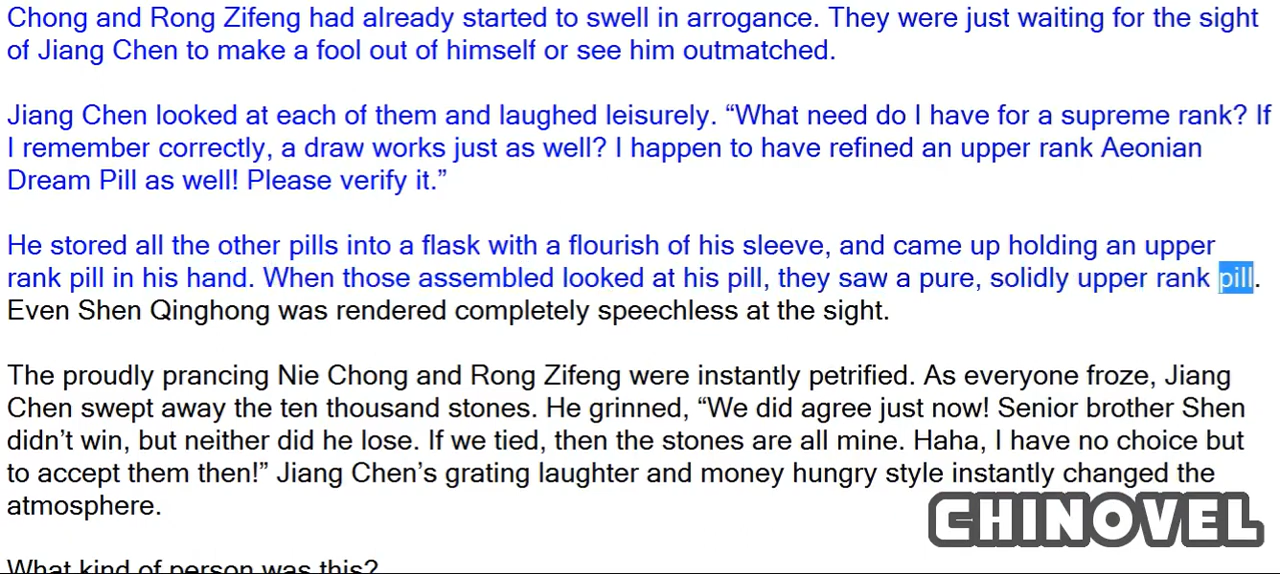 Chong and Rong Zifeng had already started to swell in arrogance. They were just waiting for the sight
of Jiang Chen to make a fool out of himself or see him outmatched.
Jiang Chen looked at each of them and laughed leisurely. “What need do I have for a supreme rank? If
I remember correctly, a draw works just as well? I happen to have refined an upper rank Aeonian
Dream Pill as well! Please verify it.”
He stored all the other pills into a flask with a flourish of his sleeve, and came up holding an upper
rank pill in his hand. When those assembled looked at his pill, they saw a pure, solidly upper rank pill.
Even Shen Qinghong was rendered completely speechless at the sight.
The proudly prancing Nie Chong and Rong Zifeng were instantly petrified. As everyone froze, Jiang
Chen swept away the ten thousand stones. He grinned, “We did agree just now! Senior brother Shen
didn’t win, but neither did he lose. If we tied, then the stones are all mine. Haha, I have no choice but
to accept them then!” Jiang Chen’s grating laughter and money hungry style instantly changed the
atmosphere.
CHINOVEL
What kind of person was this?